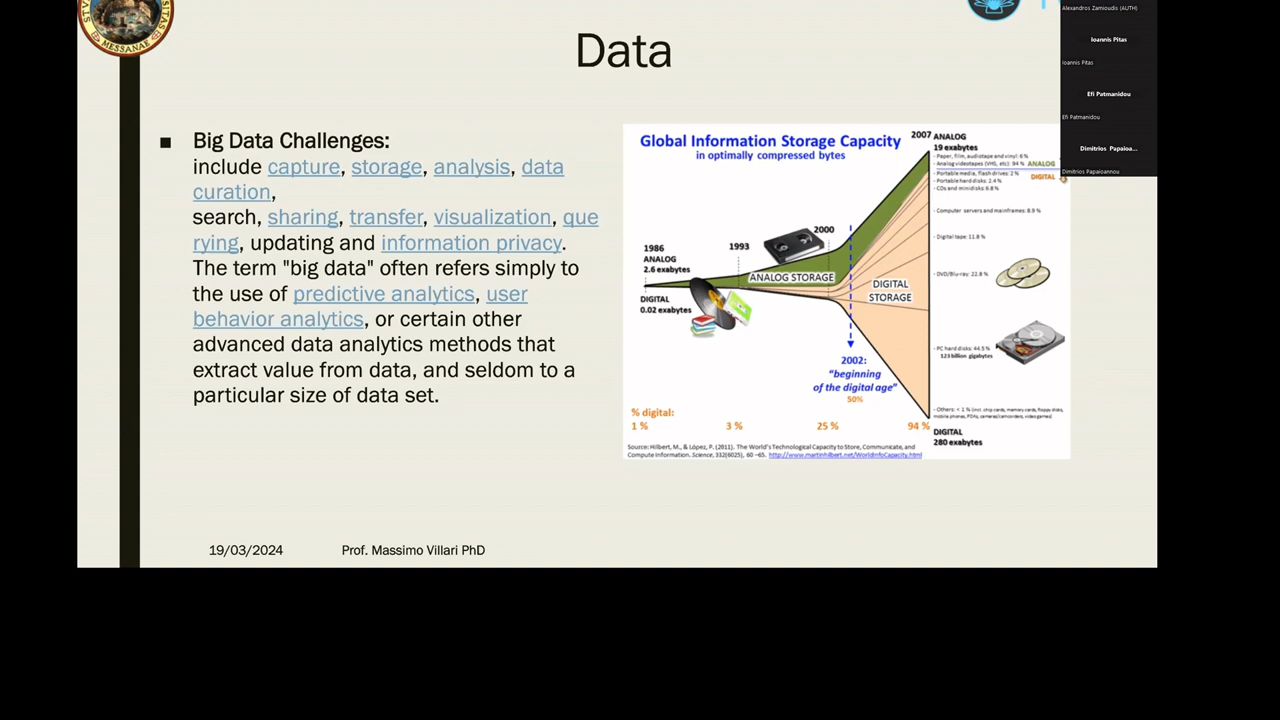 MESSANAE
Data
Alexandros Zamioudis (AUTH)
Ioannis Pitas
Ioannis Pitas
Efi Patmanidou
Efi Patmanidou
Dimitrios Papaioa...
Dimitrios Papaioannou
■ Big Data Challenges:
include capture, storage, analysis, data
curation,
search, sharing, transfer, visualization, que
rying, updating and information privacy.
The term "big data" often refers simply to
the use of predictive analytics, user
behavior analytics, or certain other
advanced data analytics methods that
extract value from data, and seldom to a
particular size of data set.
Global Information Storage Capacity
in optimally compressed bytes
1986
ANALOG
2.6 exabytes
DIGITAL
0.02 exabytes
1993
2000
ANALOG STORAGE
DIGITAL
STORAGE
2002:
"beginning
of the digital age"
50%
% digital:
1 %
3 %
25 %
94 %
2007
ANALOG
19 exabytes
- Paper, film, audiotape and vinyl: 6%
- Analog videotapes (VHS, etc): 94 %
ANALOG
DIGITAL
- Portable media, flash drives: 2 %
- Portable hard disks: 2.4 %
- CDs and minidisks: 6.8 %
- Computer servers and mainframes: 8.9 %
- Digital tape: 11.8 %
- DVD/Blu-ray: 22.8 %
- PC hard disks: 44.5 %
123 billion gigabytes
- Others: < 1 % (incl. chip cards, memory cards, floppy disks,
mobile phones, PDAs, cameras/camcorders, video games)
DIGITAL
280 exabytes
Source: Hilbert, M., & López, P. (2011). The World's Technological Capacity to Store, Communicate, and
Compute Information. Science, 332(6025), 60 –65. http://www.martinhilbert.net/WorldInfoCapacity.html
19/03/2024
Prof. Massimo Villari PhD